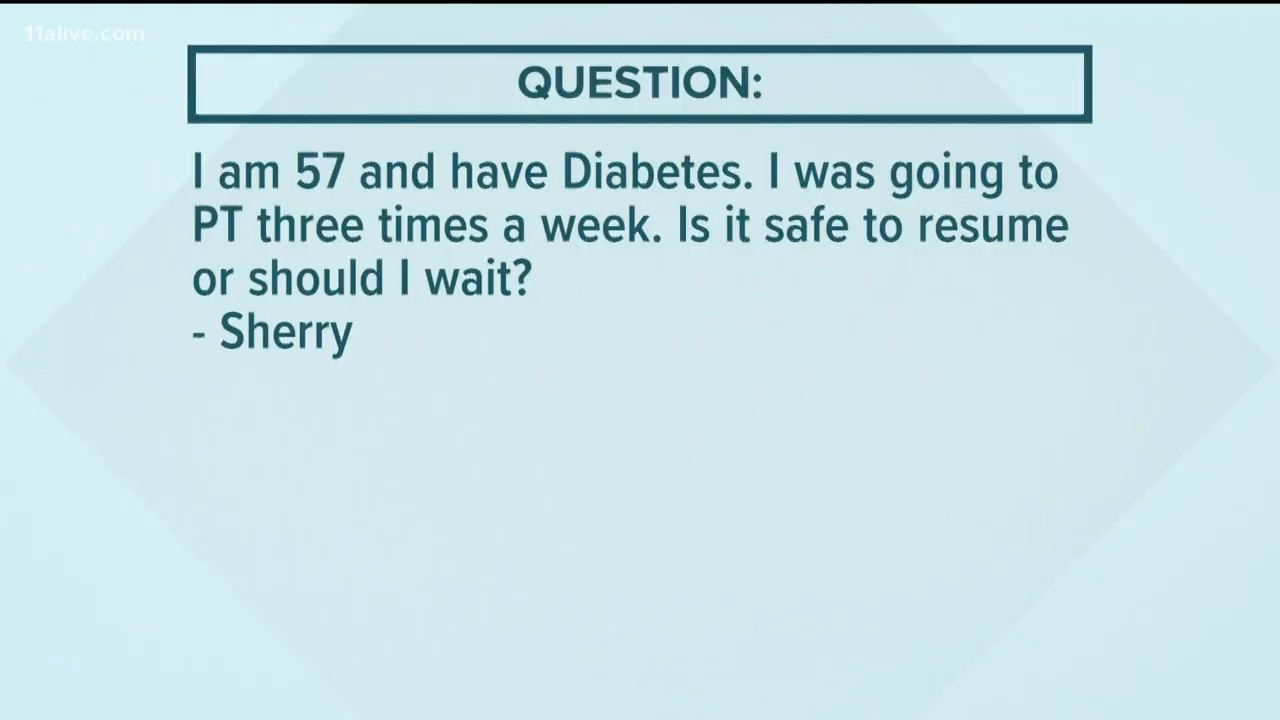 11alive.com
QUESTION:
I am 57 and have Diabetes. I was going to
PT three times a week. Is it safe to resume
or should I wait?
- Sherry